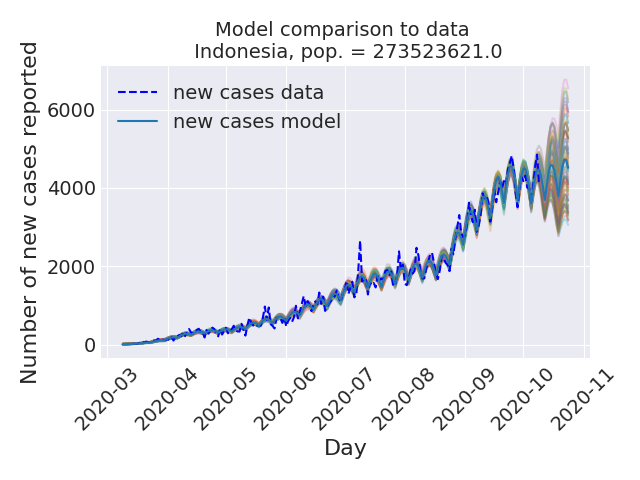 Model comparison to data
Indonesia, pop. = 273523621.0
new cases data
new cases model
Number of new cases reported
6000
4000
2000
0
2020-03
2020-04
2020-05
2020-06
2020-07
2020-08
2020-09
2020-10
2020-11
Day